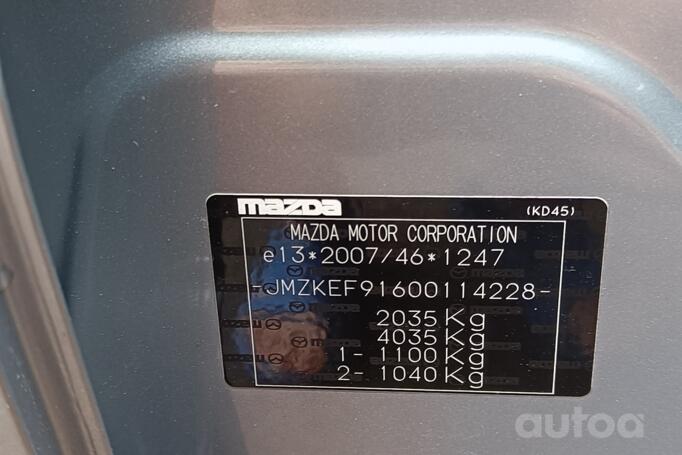 mazda (KD45)
MAZDA MOTOR CORPORATION
e13*2007/46*1247
-JMZKEF91600114228-
2035 Kg
4035 Kg
1- 1100 Kg
2- 1040 Kg
autoa